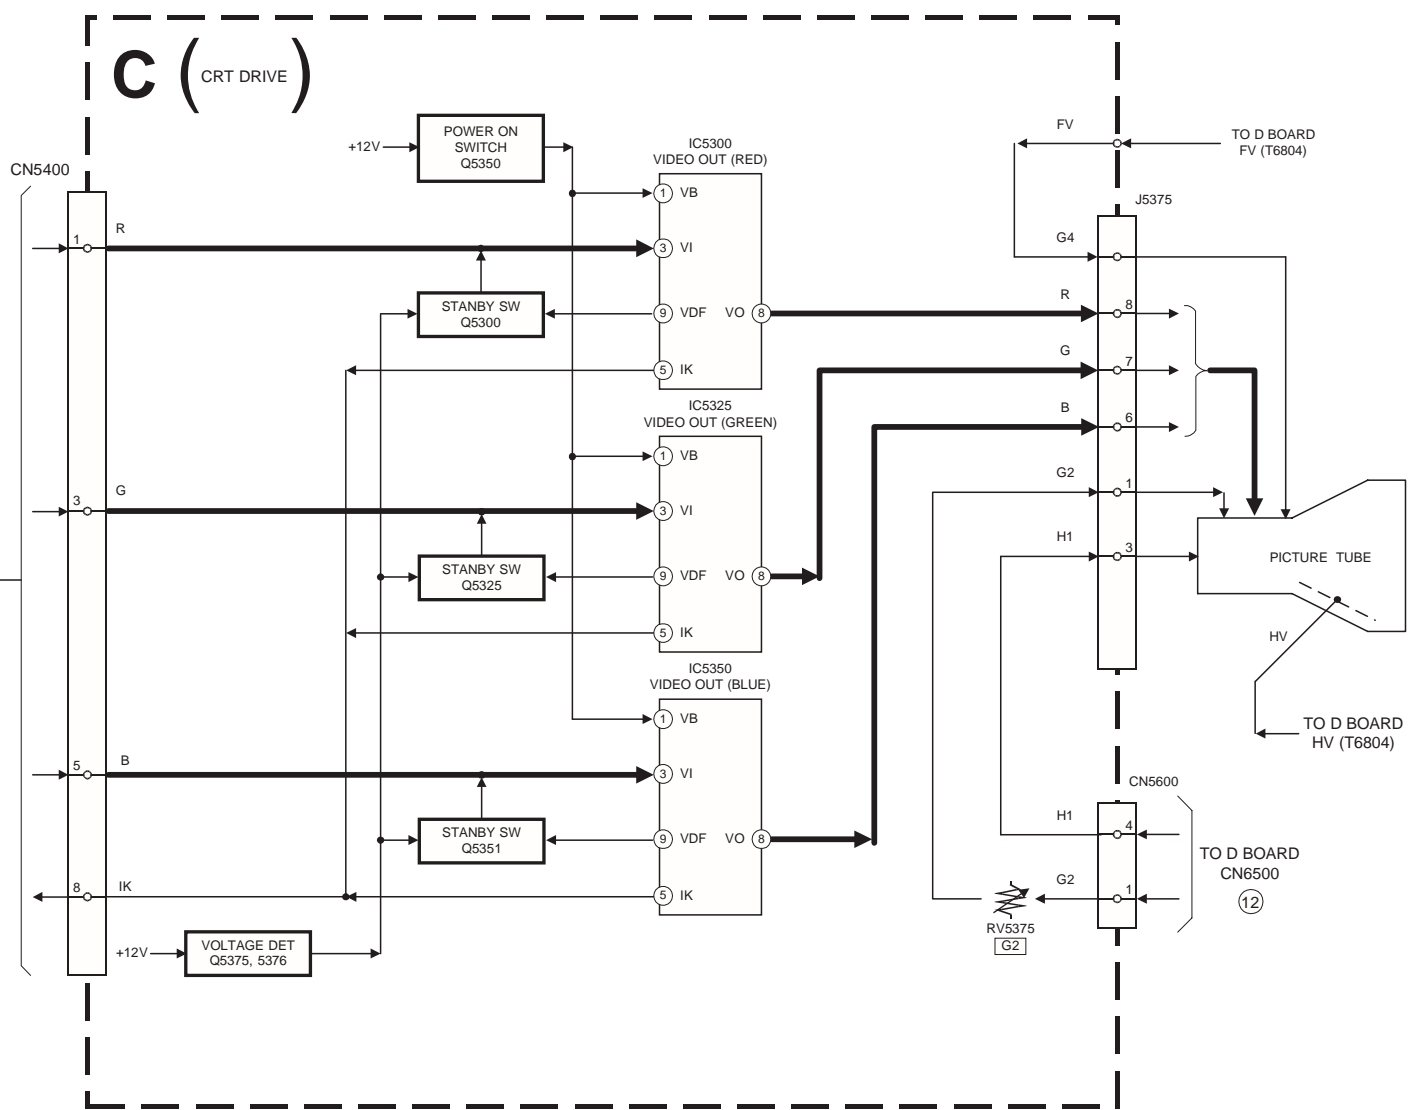 C ( CRT DRIVE )
CN5400
+12V
POWER ON
SWITCH
Q5350
IC5300
VIDEO OUT (RED)
1 VB
3 VI
9 VDF VO 8
5 IK
1 R
STANBY SW
Q5300
IC5325
VIDEO OUT (GREEN)
1 VB
3 VI
9 VDF VO 8
5 IK
3 G
STANBY SW
Q5325
IC5350
VIDEO OUT (BLUE)
1 VB
3 VI
9 VDF VO 8
5 IK
5 B
STANBY SW
Q5351
8 IK
+12V
VOLTAGE DET
Q5375, 5376
FV
TO D BOARD
FV (T6804)
J5375
G4
R 8
G 7
B 6
G2 1
H1 3
PICTURE TUBE
HV
TO D BOARD
HV (T6804)
CN5600
H1 4
G2 1
TO D BOARD
CN6500
12
RV5375
G2